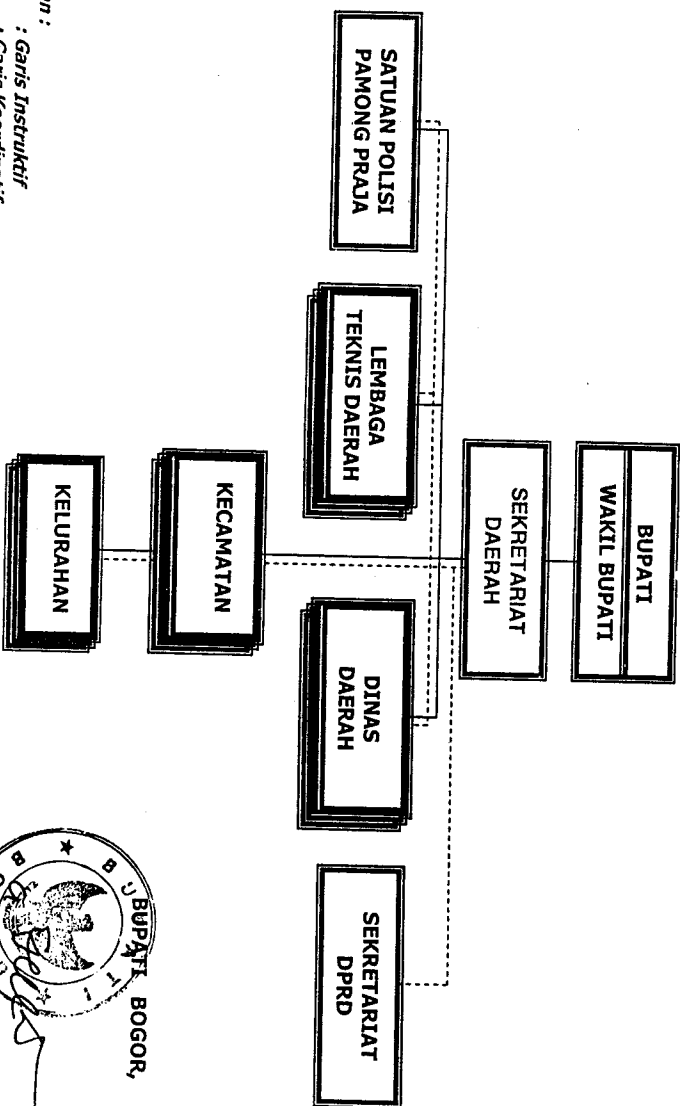 BUPATI
WAKIL BUPATI
SEKRETARIAT
DAERAH
SATUAN POLISI
PAMONG PRAJA
LEMBAGA
TEKNIS DAERAH
DINAS
DAERAH
SEKRETARIAT
DPRD
KECAMATAN
KELURAHAN
: Garis Instruktif
BUPATI BOGOR,